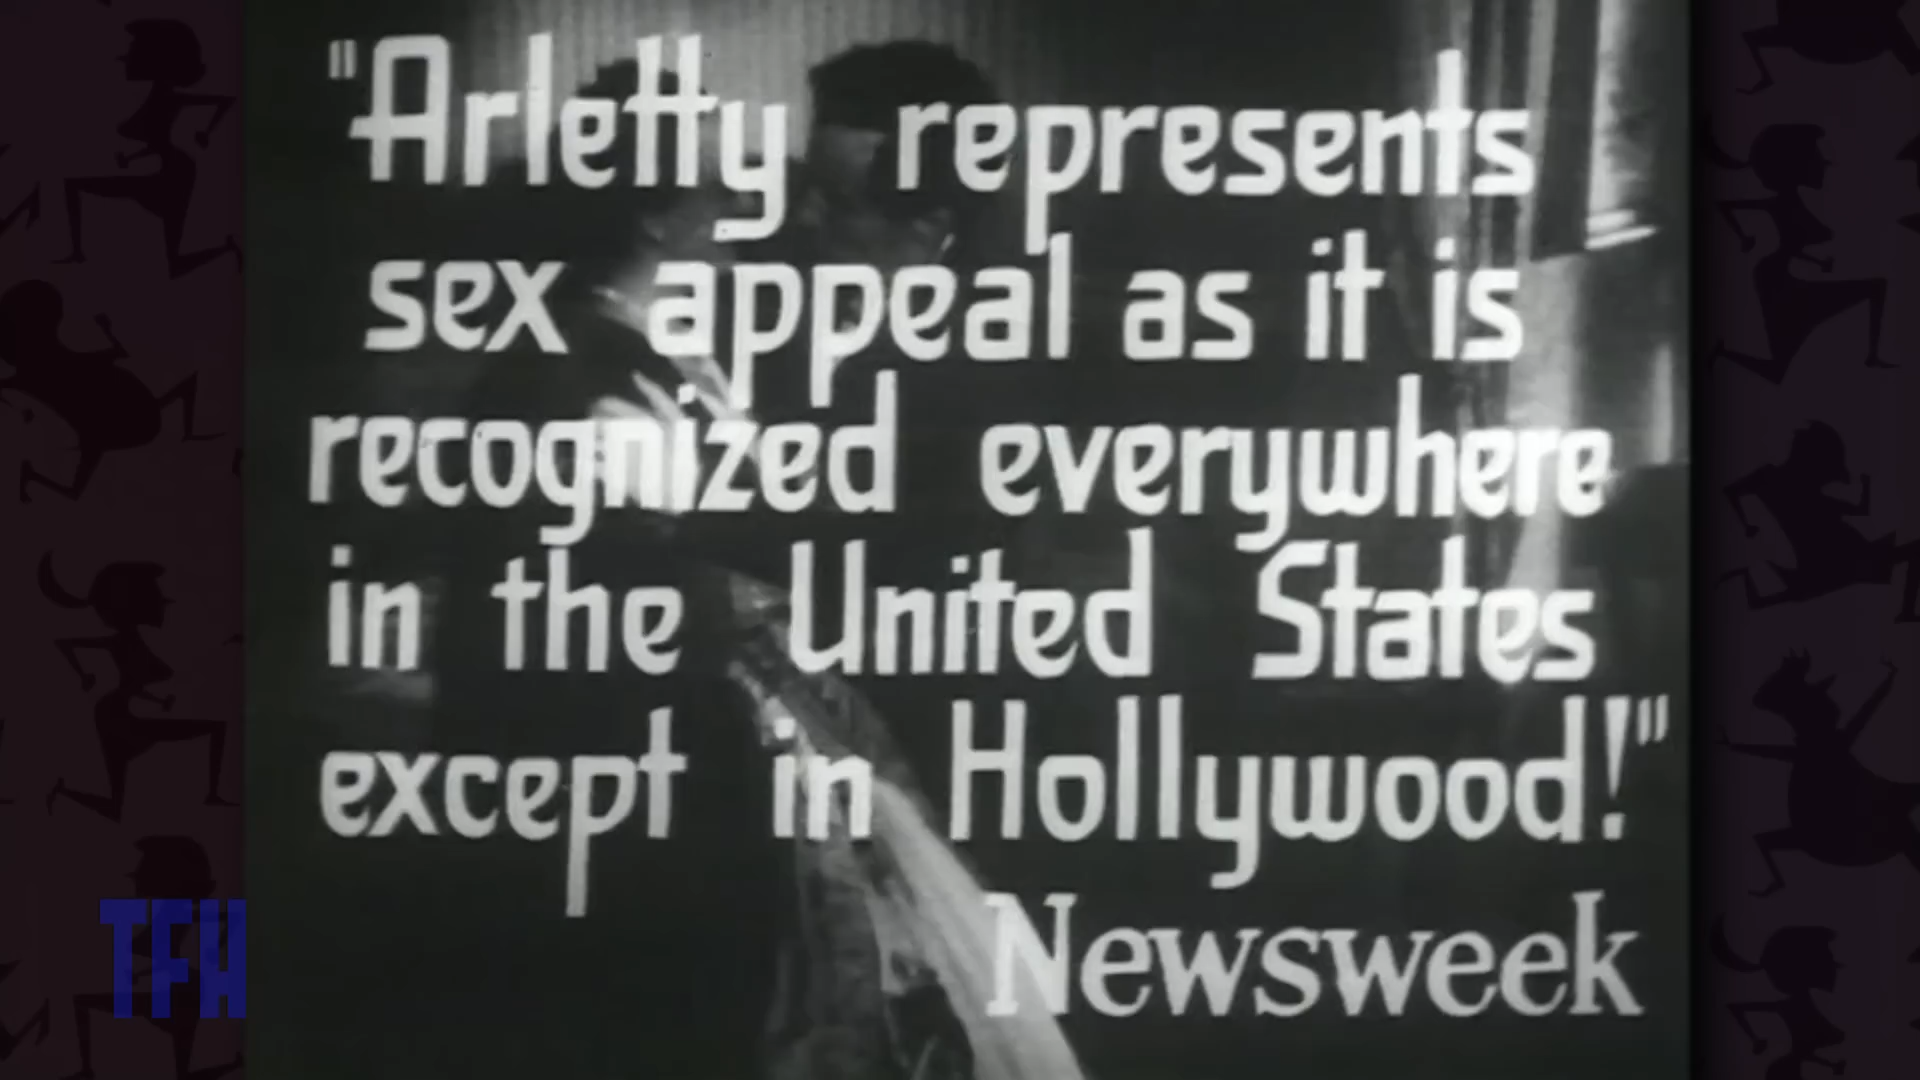 "Arletty represents
sex appeal as it is
recognized everywhere
in the United States
except in Hollywood!"
Newsweek
TFH